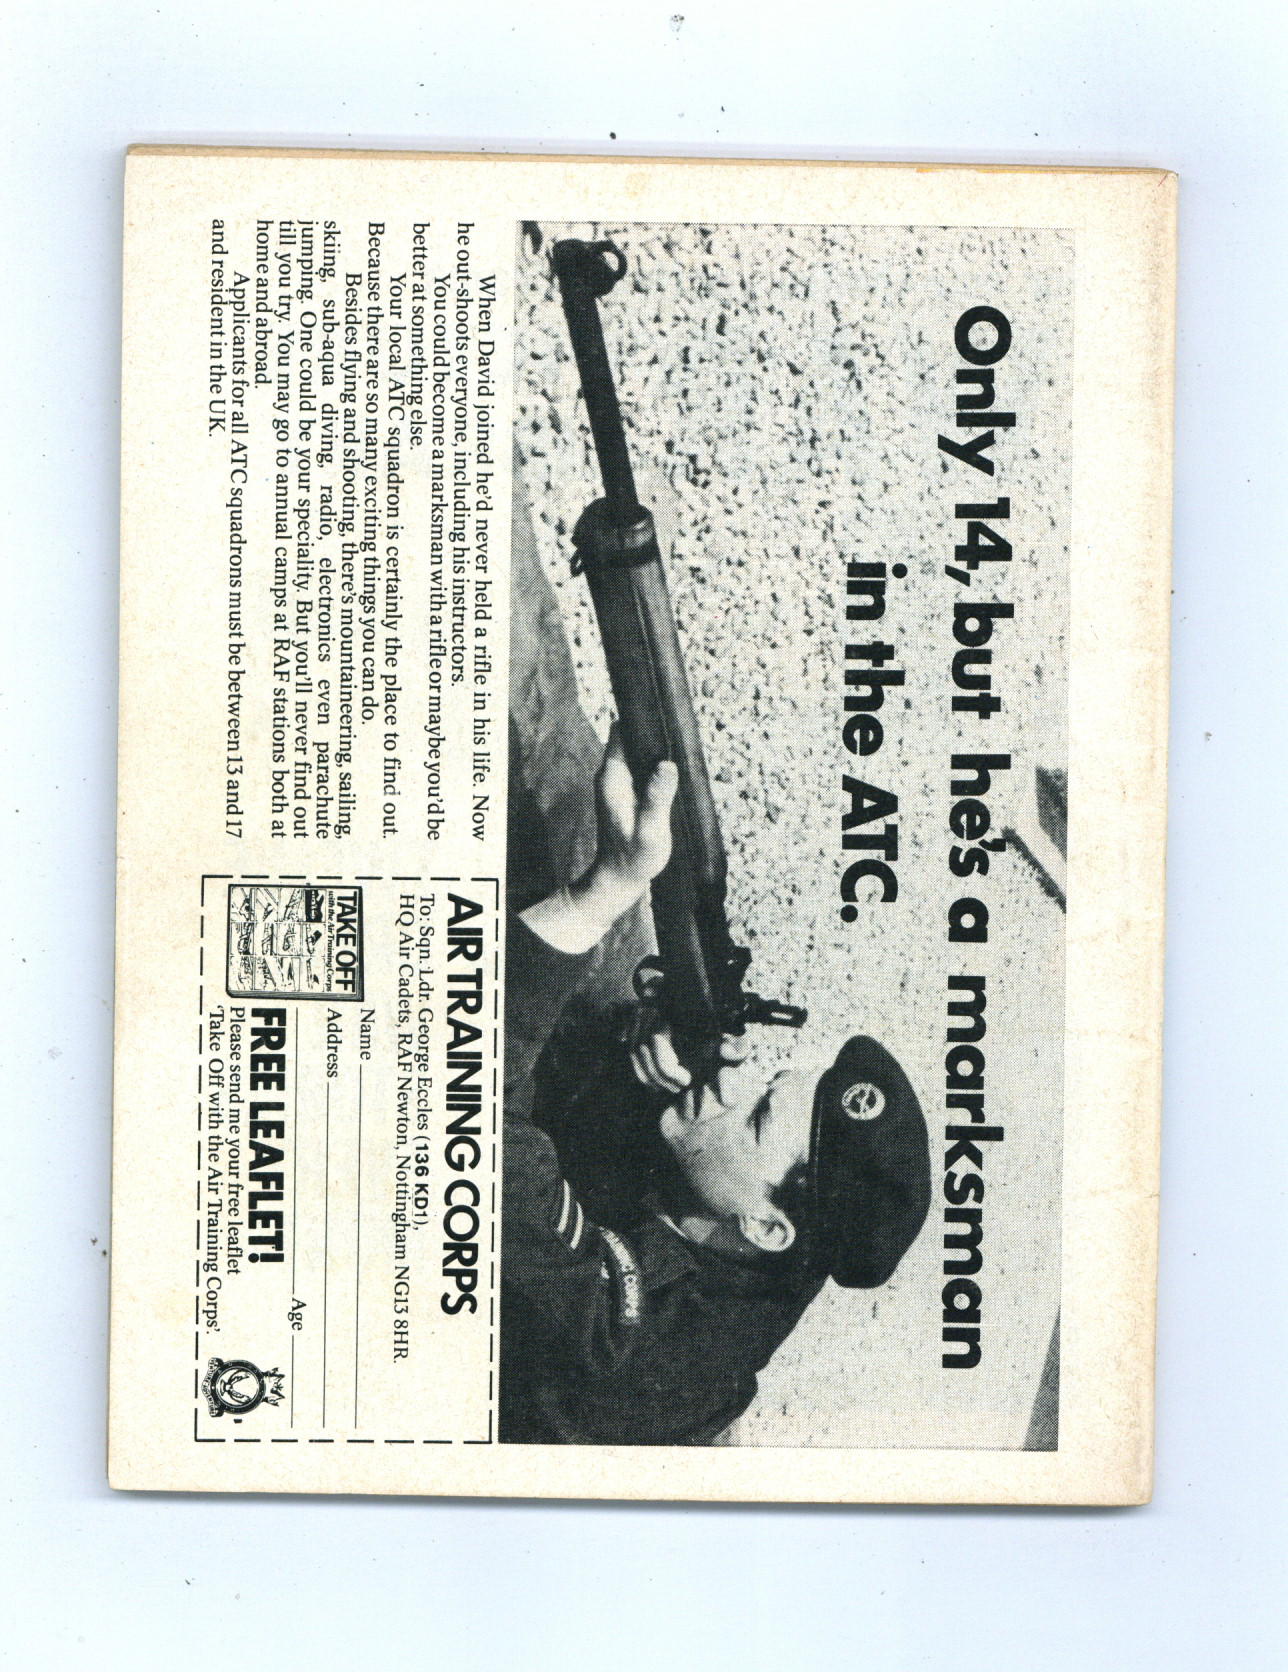 Only 14, but he's a marksman
in the ATC.
When David joined he'd never held a rifle in his life. Now
he out-shoots everyone, including his instructors.
You could become a marksman with a rifle or maybe you'd be
better at something else.
Your local ATC squadron is certainly the place to find out.
Because there are so many exciting things you can do.
Besides flying and shooting, there's mountaineering, sailing,
skiing, sub-aqua diving, radio, electronics even parachute
jumping. One could be your speciality. But you'll never find out
till you try. You may go to annual camps at RAF stations both at
home and abroad.
Applicants for all ATC squadrons must be between 13 and 17
and resident in the UK.
AIR TRAINING CORPS
To: Sqn. Ldr. George Eccles (136 KD1),
HQ Air Cadets, RAF Newton, Nottingham NG13 8HR.
Name
Address
Age
TAKE OFF
with the Air Training Corps
FREE LEAFLET!
Please send me your free leaflet
'Take Off with the Air Training Corps'.
CORPS